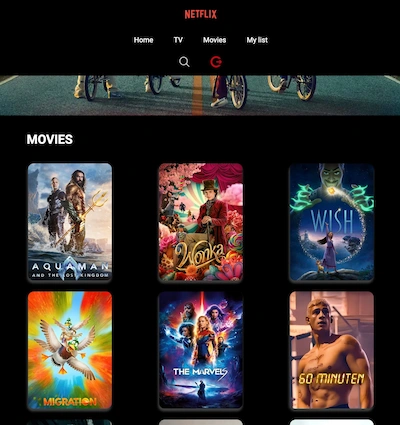 NETFLIX
Home TV Movies My list
MOVIES
AQUAMAN
AND THE LOST KINGDOM
Wonka
WISH
MIGRATION
THE MARVELS
60 MINUTEN